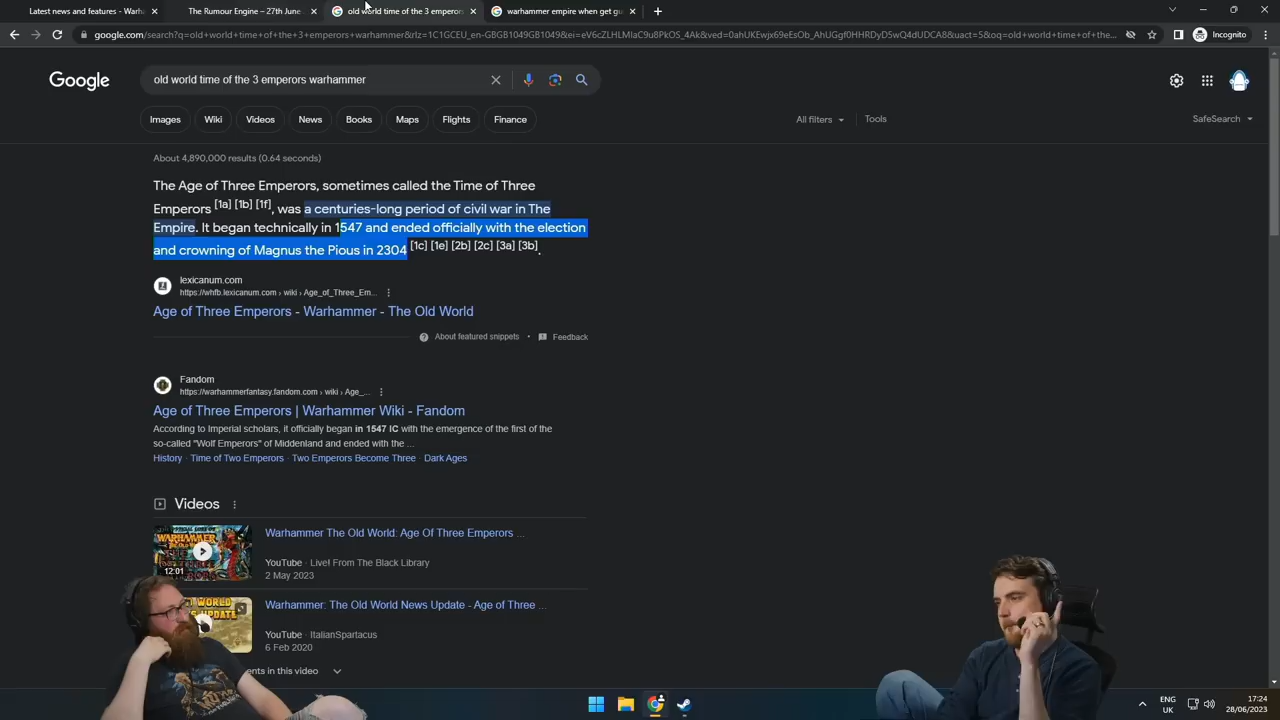 Latest news and features - Warha
The Rumour Engine – 27th June
old world time of the 3 emperors
warhammer empire when get gu
google.com/search?q=old+world+time+of+the+3+emperors+warhammer&rlz=1C1GCEU_en-GBGB1049GB1049&ei=eV6cZLHLMIaC9u8PkOS_4Ak&ved=0ahUKEwjx69eEsOb_AhUGgf0HHRDyD5wQ4dUDCA8&uact=5&oq=old+world+time+of+the...
Incognito
Google
old world time of the 3 emperors warhammer
Images
Wiki
Videos
News
Books
Maps
Flights
Finance
All filters
Tools
SafeSearch
About 4,890,000 results (0.64 seconds)
The Age of Three Emperors, sometimes called the Time of Three
Emperors [1a] [1b] [1f], was a centuries-long period of civil war in The
Empire. It began technically in 1547 and ended officially with the election
and crowning of Magnus the Pious in 2304 [1c] [1e] [2b] [2c] [3a] [3b].
lexicanum.com
https://whfb.lexicanum.com › wiki › Age_of_Three_Em...
Age of Three Emperors - Warhammer - The Old World
About featured snippets • Feedback
Fandom
https://warhammerfantasy.fandom.com › wiki › Age_...
Age of Three Emperors | Warhammer Wiki - Fandom
According to Imperial scholars, it officially began in 1547 IC with the emergence of the first of the
so-called "Wolf Emperors" of Middenland and ended with the ...
History · Time of Two Emperors · Two Emperors Become Three · Dark Ages
Videos
WARHAMMER
12:01
Warhammer The Old World: Age Of Three Emperors ...
YouTube · Live! From The Black Library
2 May 2023
WORLD
UPDATE
Warhammer: The Old World News Update - Age of Three ...
YouTube · ItalianSpartacus
6 Feb 2020
ents in this video
ENG
UK
17:24
28/06/2023